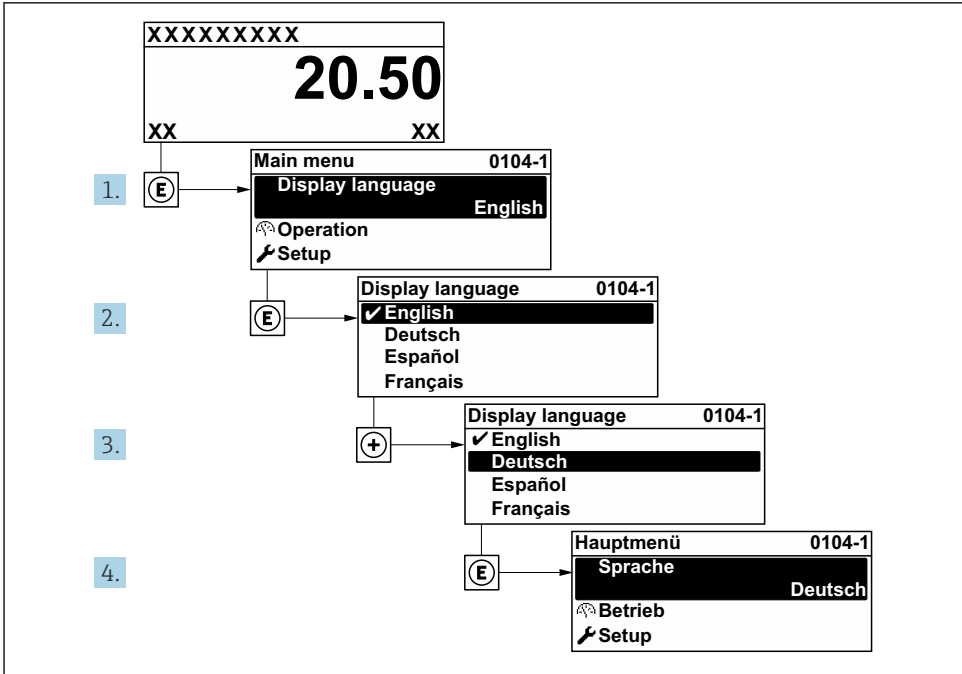 XXXXXXXXX
20.50
XX XX
1. E
Main menu 0104-1
Display language
English
Operation
Setup
2. E
Display language 0104-1
✔English
Deutsch
Español
Français
3. +
Display language 0104-1
✔English
Deutsch
Español
Français
4. E
Hauptmenü 0104-1
Sprache
Deutsch
Betrieb
Setup